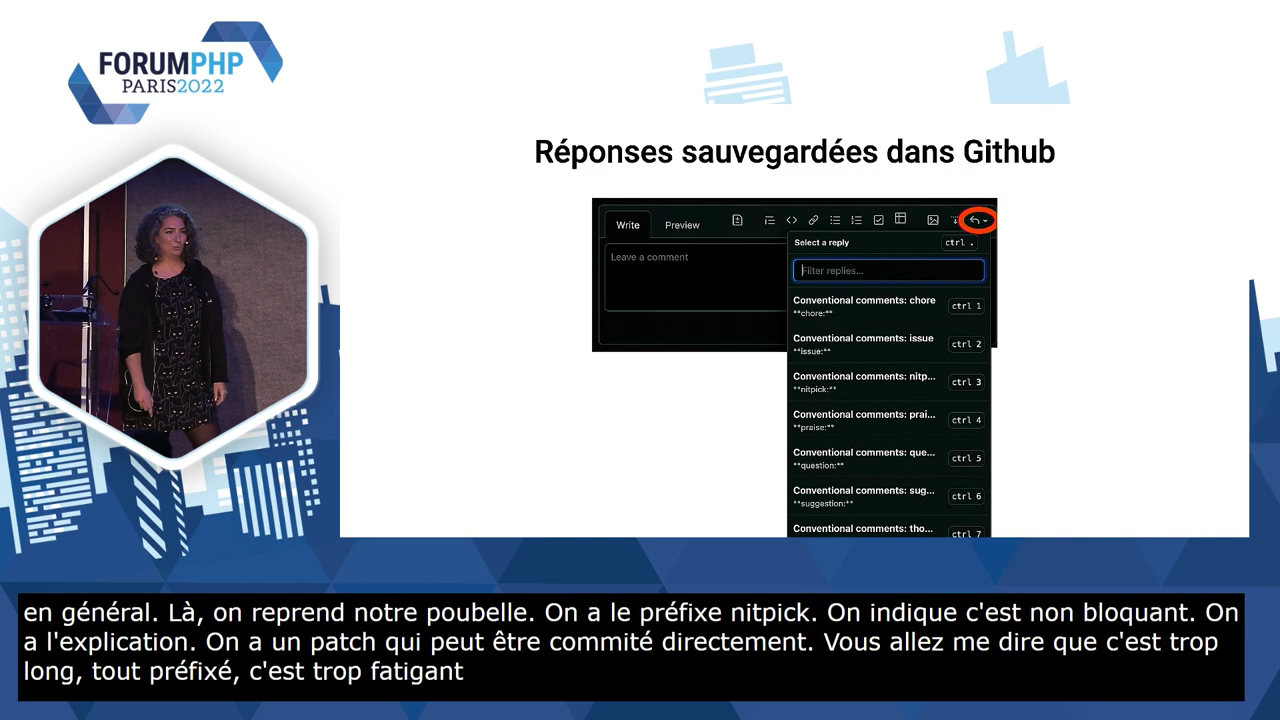 FORUMPHP
PARIS2022
Réponses sauvegardées dans Github
Write
Preview
Select a reply
ctrl .
Leave a comment
Filter replies...
Conventional comments: chore
**chore:**
ctrl 1
Conventional comments: issue
**issue:**
ctrl 2
Conventional comments: nitp...
**nitpick:**
ctrl 3
Conventional comments: prai...
**praise:**
ctrl 4
Conventional comments: que...
**question:**
ctrl 5
Conventional comments: sug...
**suggestion:**
ctrl 6
Conventional comments: tho...
ctrl 7
en général. Là, on reprend notre poubelle. On a le préfixe nitpick. On indique c'est non bloquant. On
a l'explication. On a un patch qui peut être commité directement. Vous allez me dire que c'est trop
long, tout préfixé, c'est trop fatigant